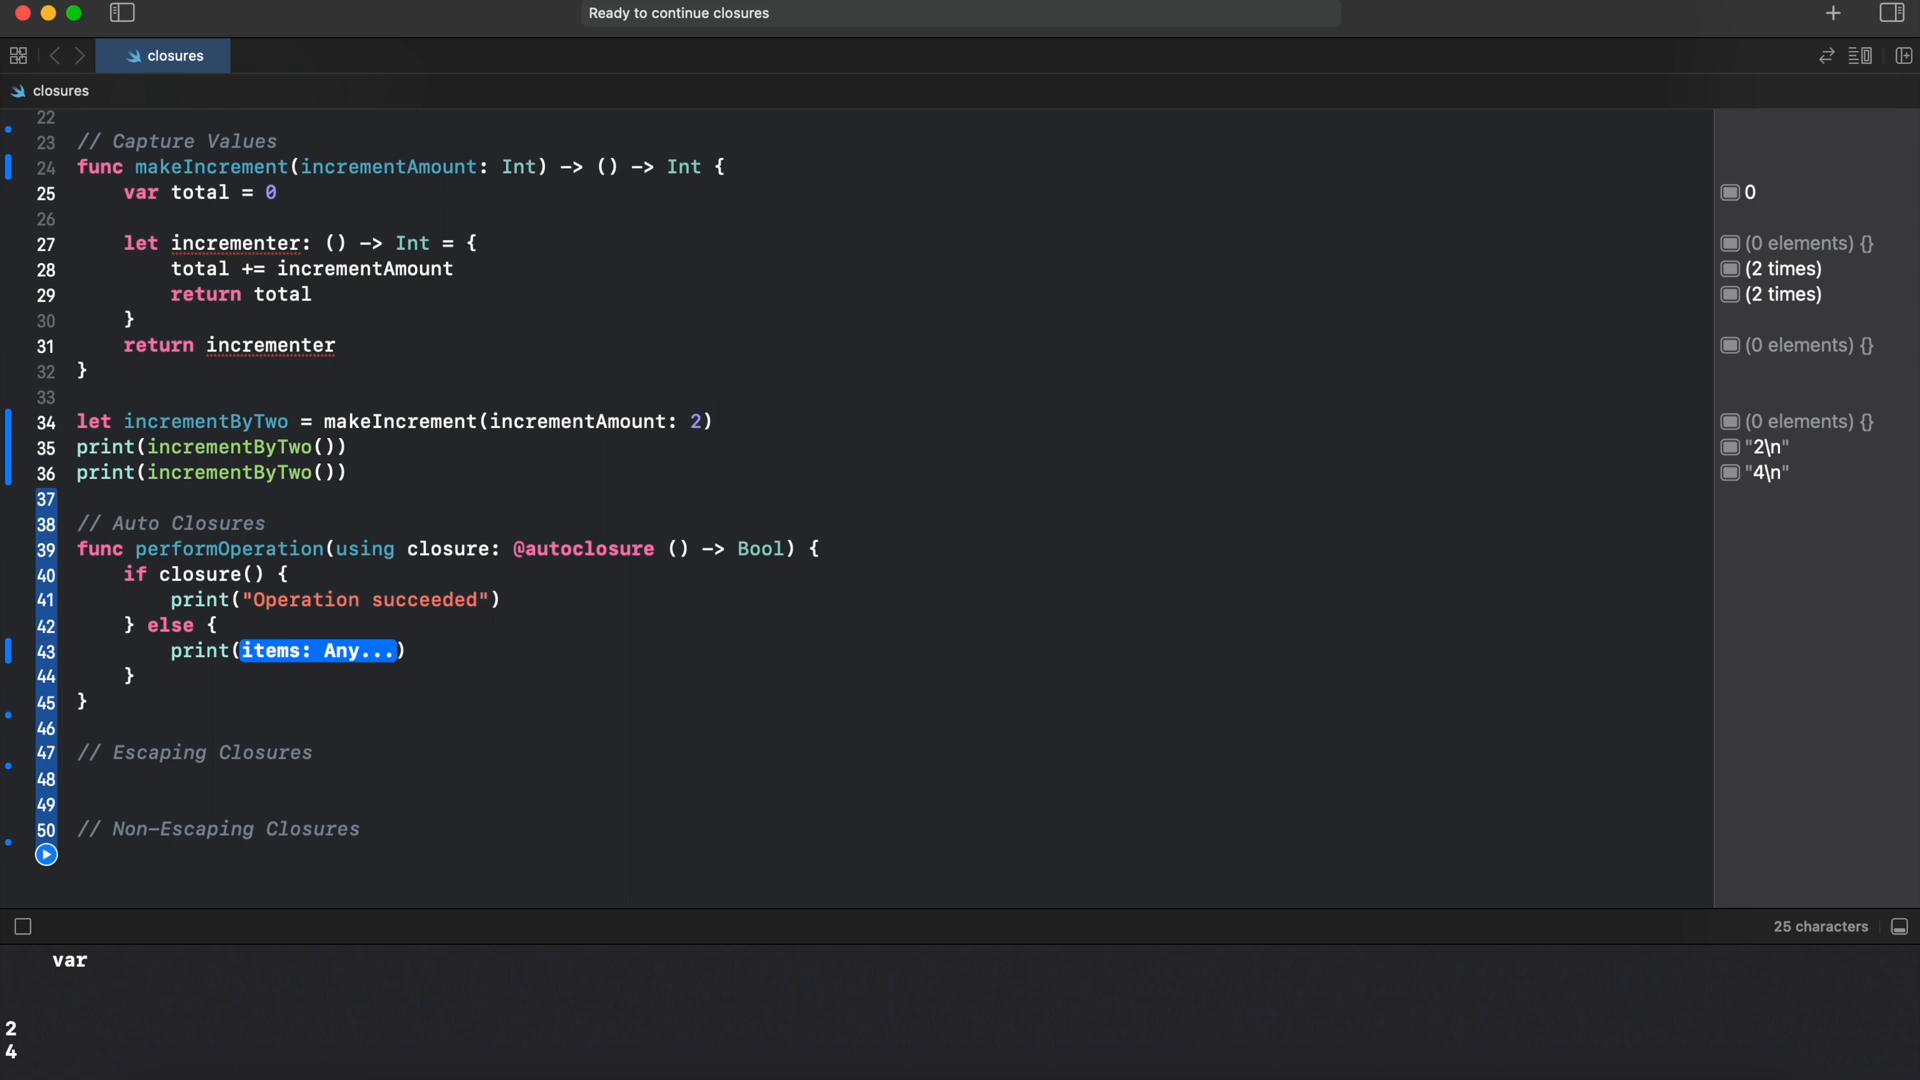 Ready to continue closures
closures
closures
22
23 // Capture Values
24 func makeIncrement(incrementAmount: Int) -> () -> Int {
25 var total = 0
0
26
27 let incrementer: () -> Int = {
(0 elements) {}
28 total += incrementAmount
(2 times)
29 return total
(2 times)
30 }
31 return incrementer
(0 elements) {}
32 }
33
34 let incrementByTwo = makeIncrement(incrementAmount: 2)
(0 elements) {}
35 print(incrementByTwo())
"2\n"
36 print(incrementByTwo())
"4\n"
37
38 // Auto Closures
39 func performOperation(using closure: @autoclosure () -> Bool) {
40 if closure() {
41 print("Operation succeeded")
42 } else {
43 print(items: Any...)
44 }
45 }
46
47 // Escaping Closures
48
49
50 // Non-Escaping Closures
25 characters
var
2
4